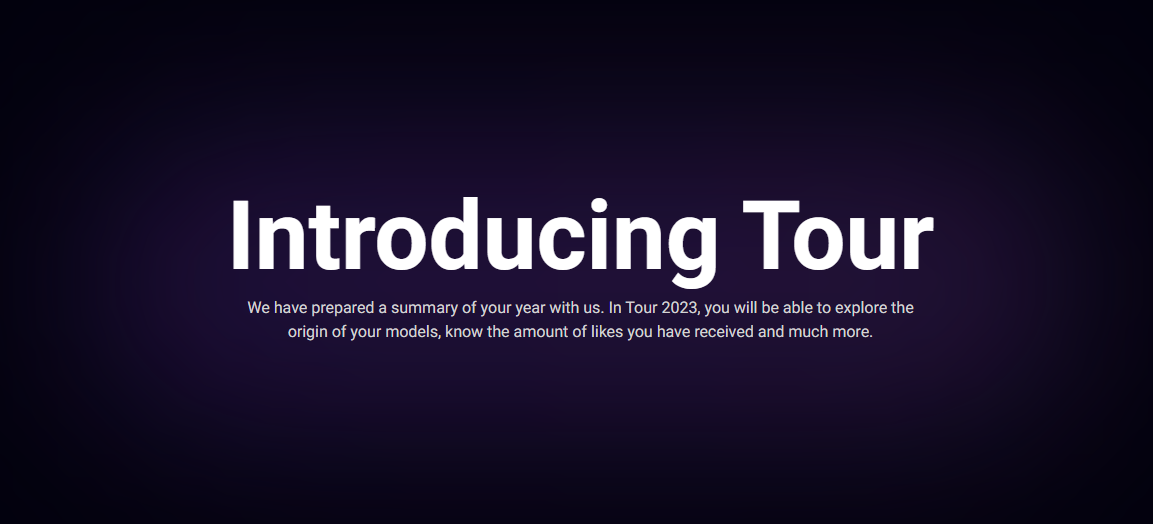 Introducing Tour
We have prepared a summary of your year with us. In Tour 2023, you will be able to explore the
origin of your models, know the amount of likes you have received and much more.